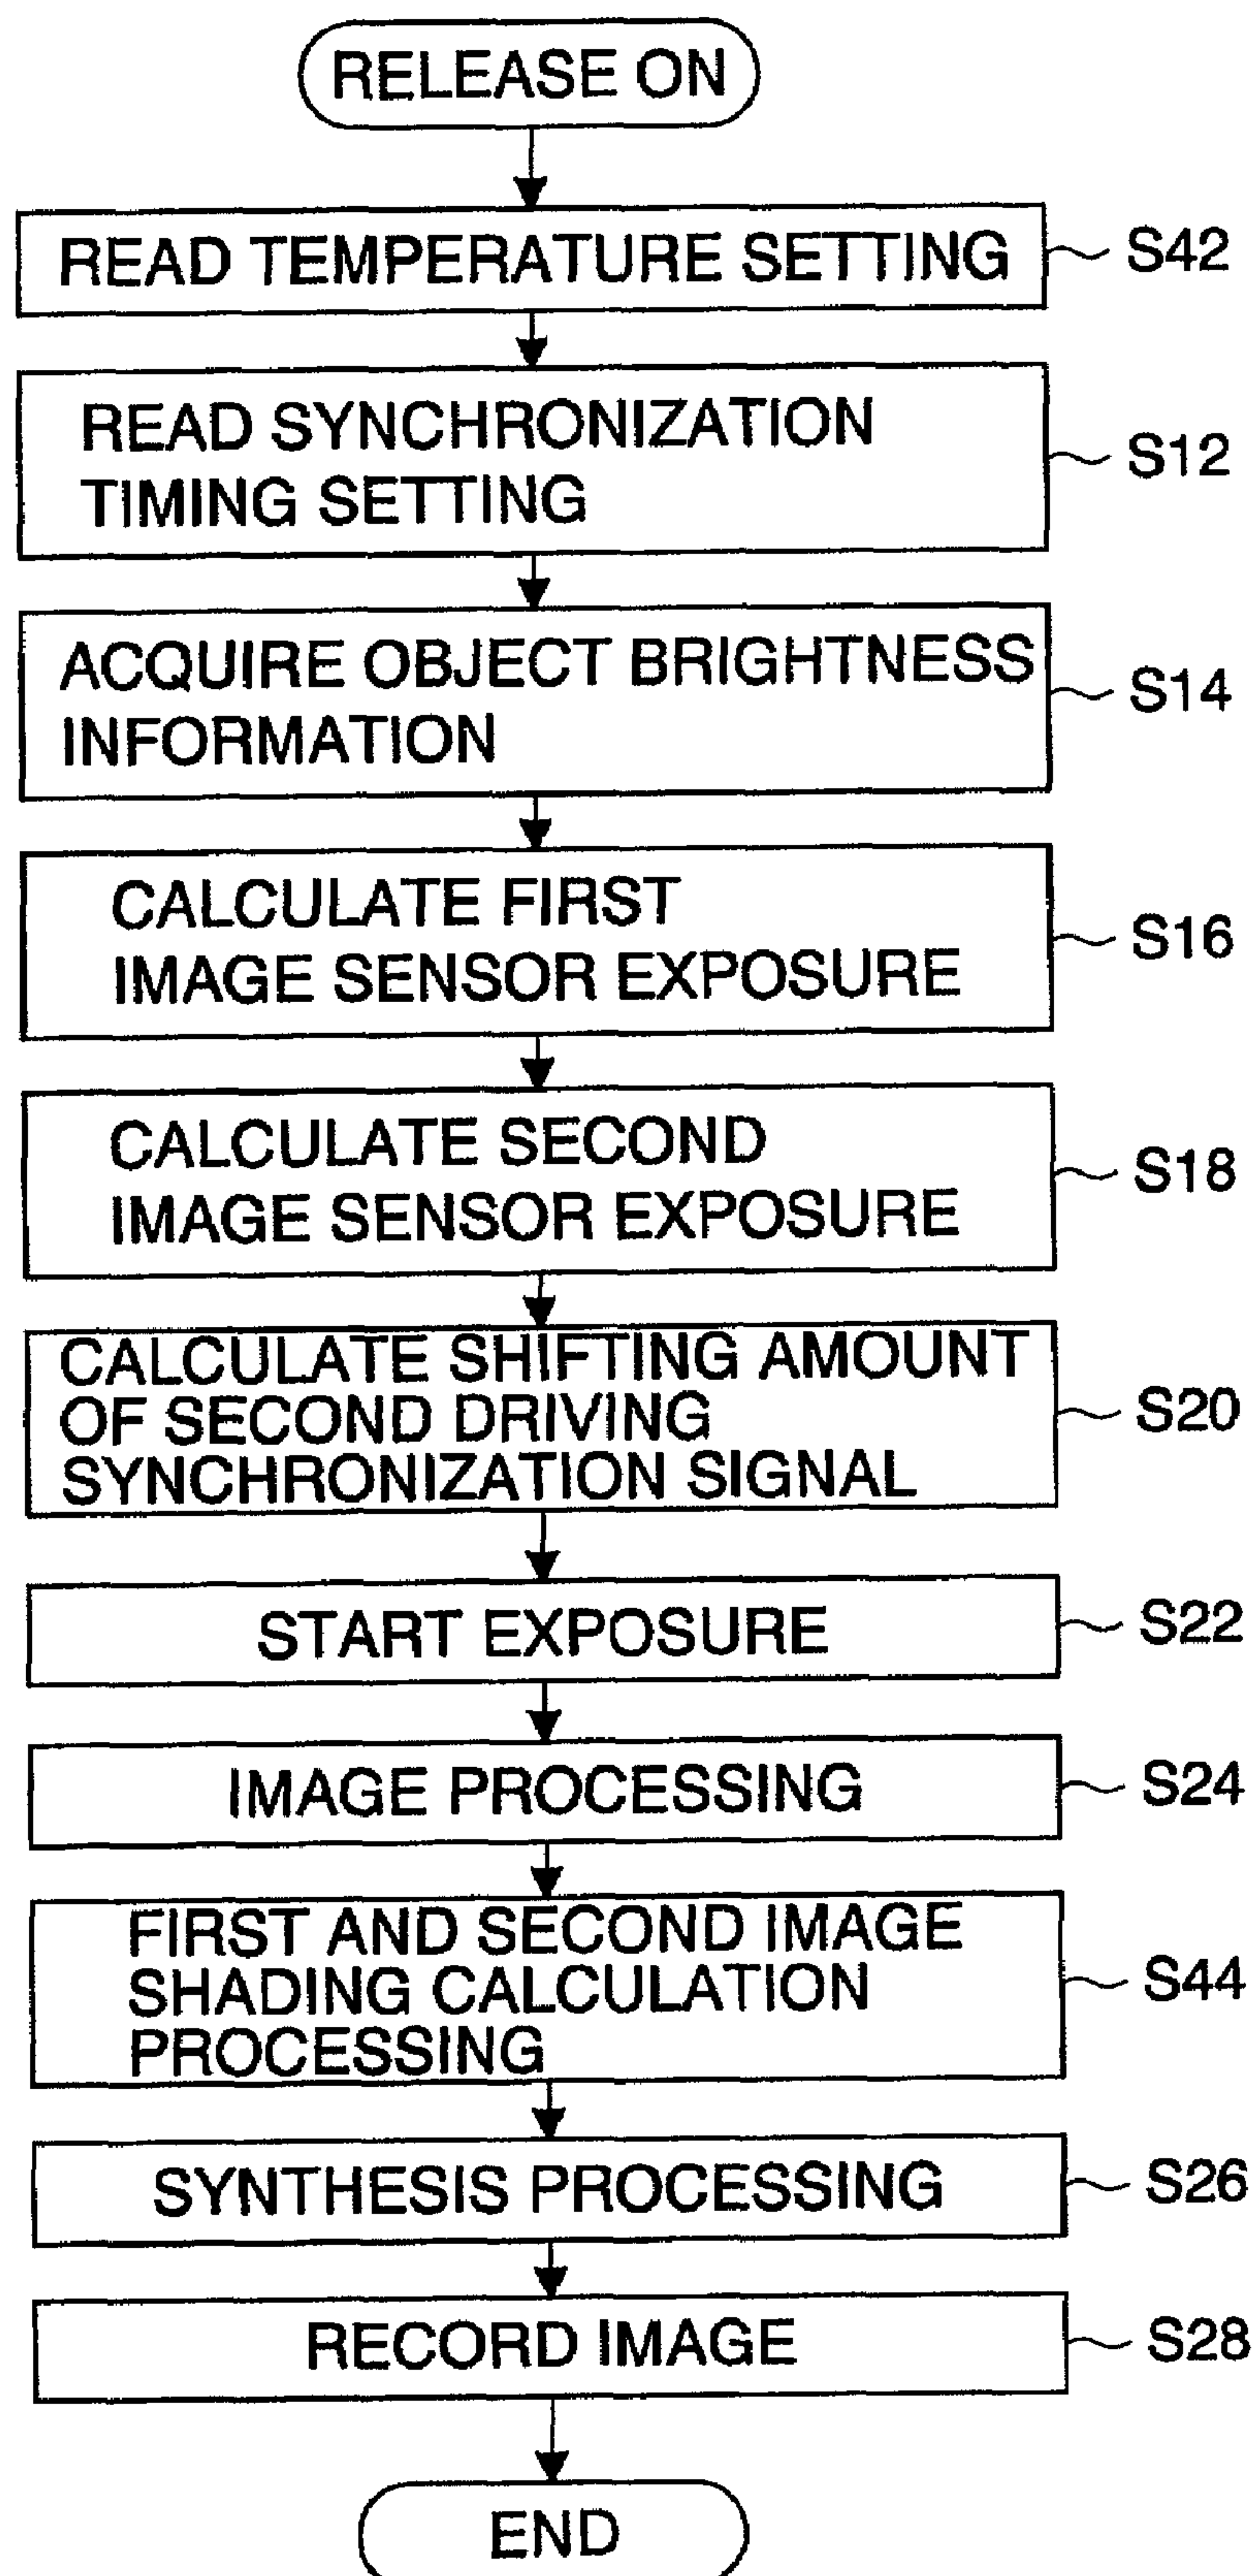 RELEASE ON
READ TEMPERATURE SETTING
S42
READ SYNCHRONIZATION
TIMING SETTING
S12
ACQUIRE OBJECT BRIGHTNESS
INFORMATION
S14
CALCULATE FIRST
IMAGE SENSOR EXPOSURE
S16
CALCULATE SECOND
IMAGE SENSOR EXPOSURE
S18
CALCULATE SHIFTING AMOUNT
OF SECOND DRIVING
SYNCHRONIZATION SIGNAL
S20
START EXPOSURE
S22
IMAGE PROCESSING
S24
FIRST AND SECOND IMAGE
SHADING CALCULATION
PROCESSING
S44
SYNTHESIS PROCESSING
S26
RECORD IMAGE
S28
END